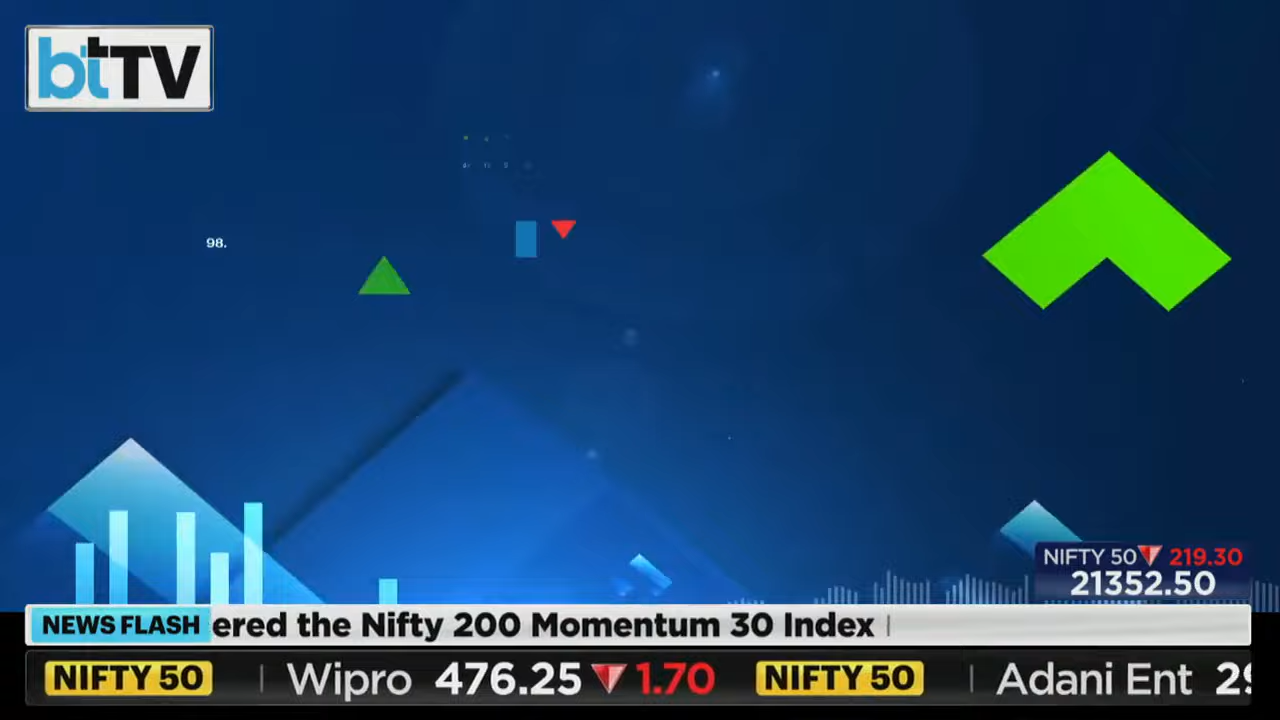 btTV
98.
NIFTY 50 219.30
21352.50
NEWS FLASH ered the Nifty 200 Momentum 30 Index
NIFTY 50 Wipro 476.25 1.70 NIFTY 50 Adani Ent 29